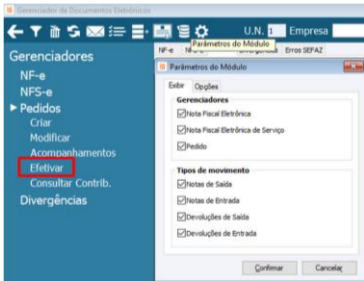 Gerenciador de Documentos Eletrônicos
U.N. 1 Empresa
Parâmetros do Módulo
NF-e
Erros SEFAZ
Gerenciadores
NF-e
NFS-e
Pedidos
Criar
Modificar
Acompanhamentos
Efetivar
Consultar Contrib.
Divergências
Parâmetros do Módulo
Exibir Opções
Gerenciadores
Nota Fiscal Eletrônica
Nota Fiscal Eletrônica de Serviço
Pedido
Tipos de movimento
Notas de Saída
Notas de Entrada
Devoluções de Saída
Devoluções de Entrada
Confirmar Cancelar